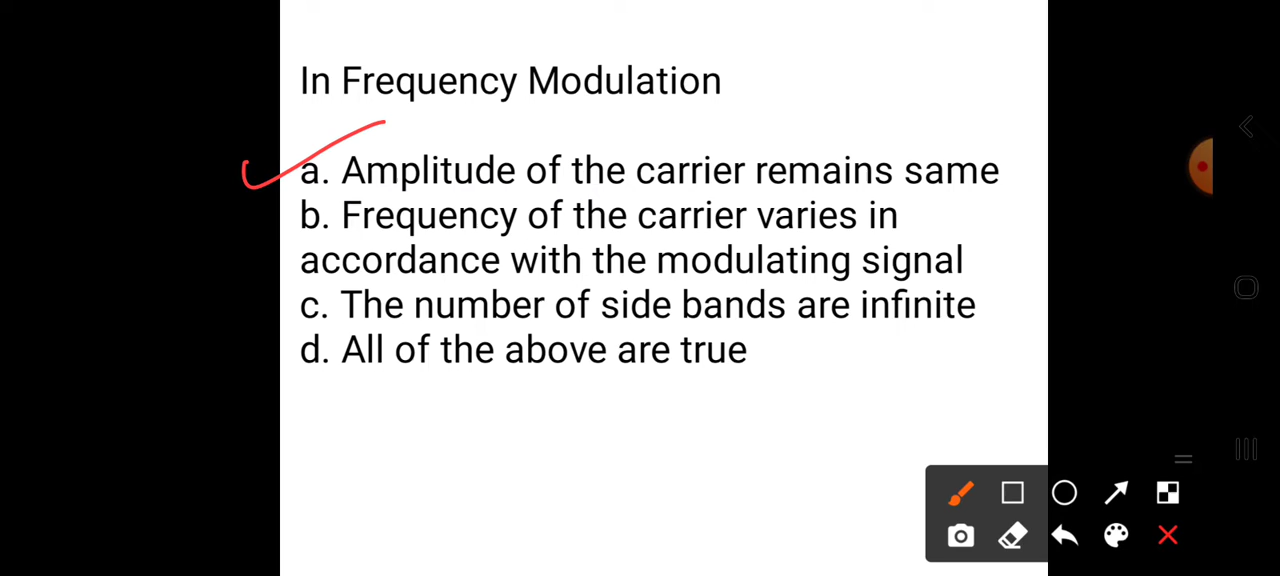 In Frequency Modulation
a. Amplitude of the carrier remains same
b. Frequency of the carrier varies in
accordance with the modulating signal
c. The number of side bands are infinite
d. All of the above are true